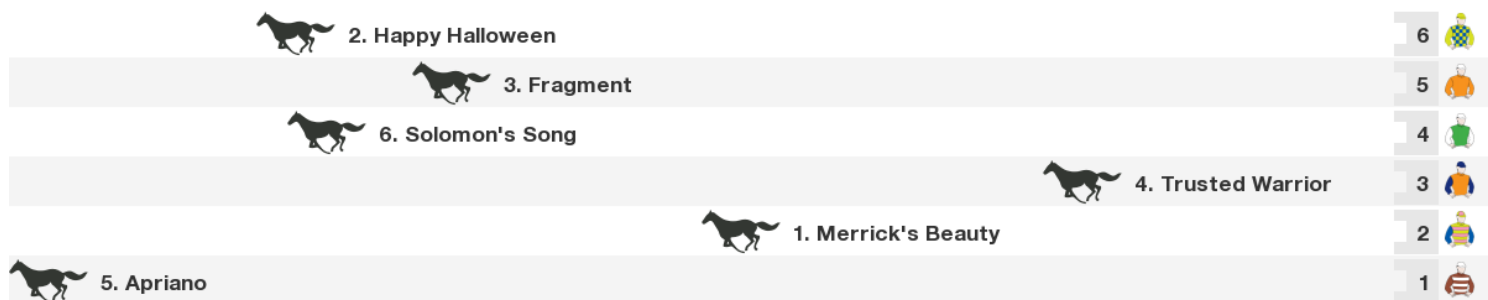 2. Happy Halloween 6
3. Fragment 5
6. Solomon's Song 4
4. Trusted Warrior 3
1. Merrick's Beauty 2
5. Apriano 1